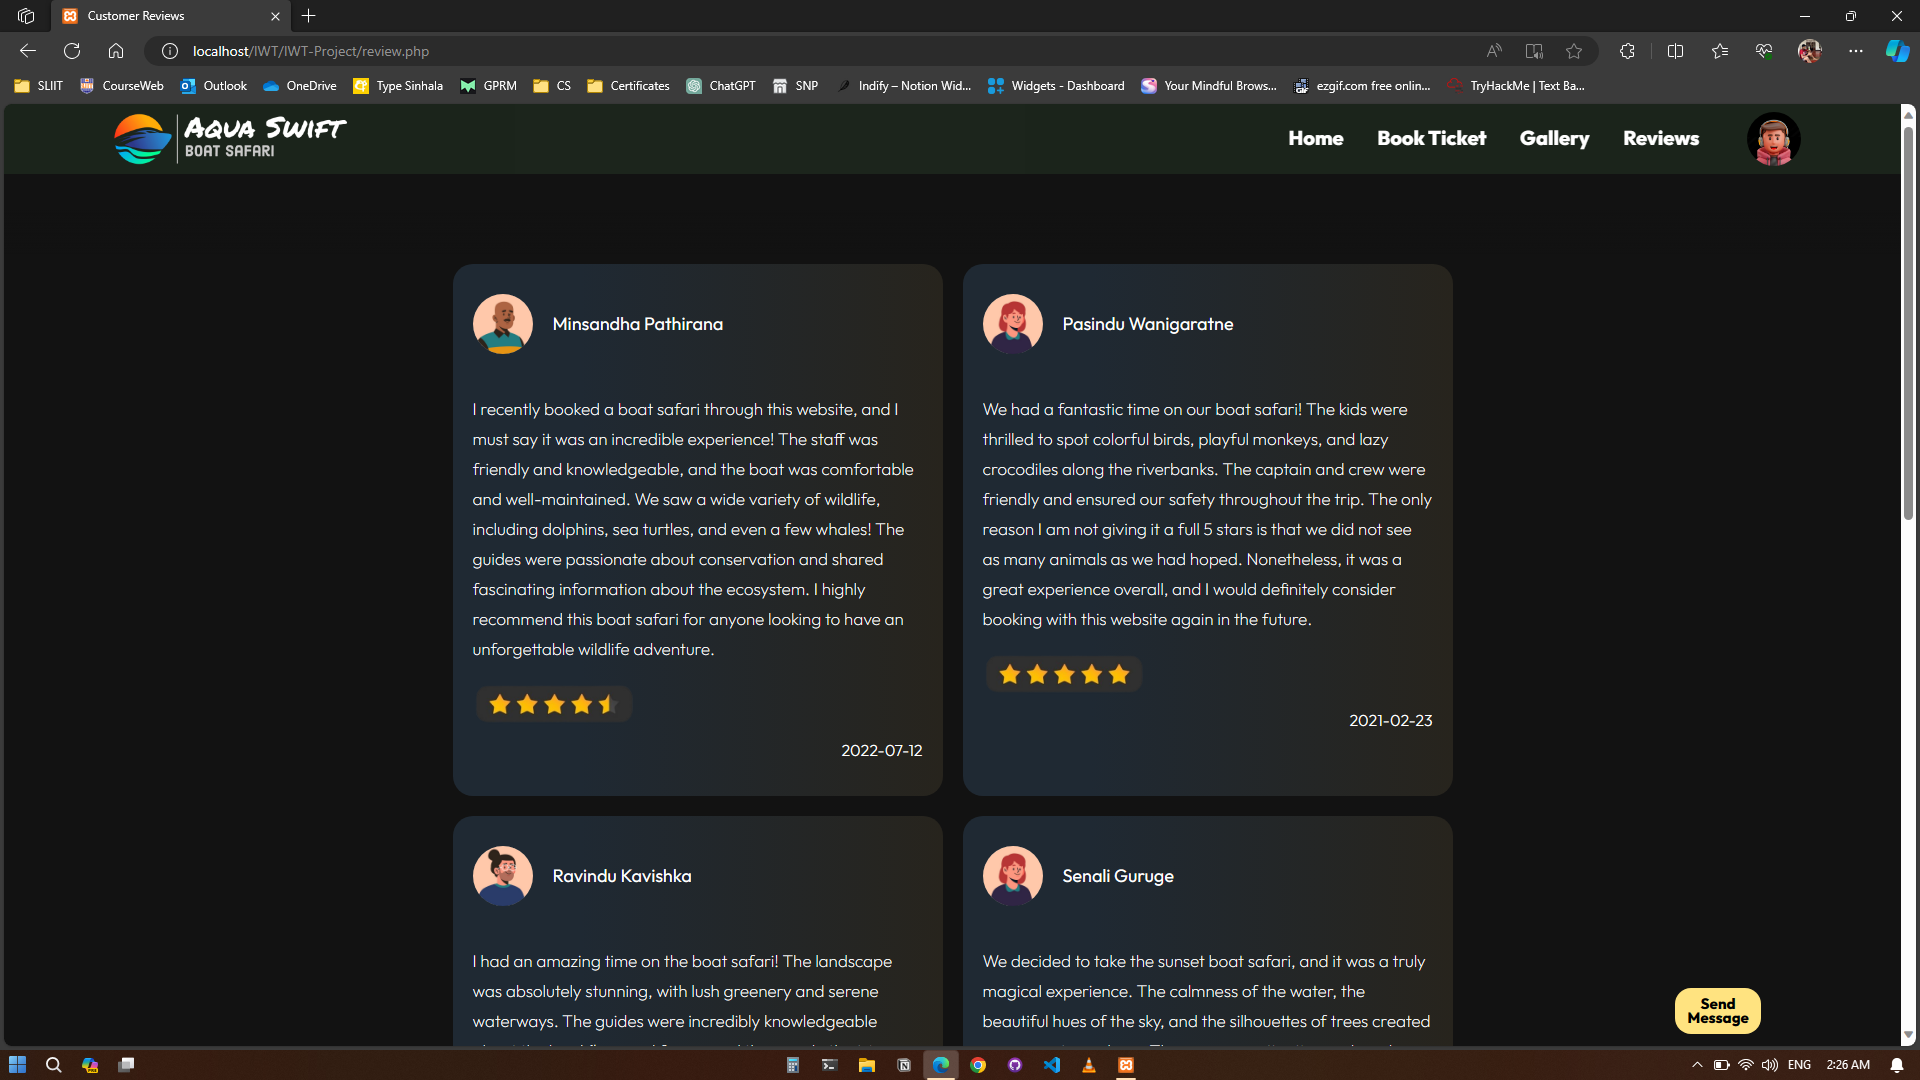 Customer Reviews
localhost/IWT/IWT-Project/review.php
SLIIT
CourseWeb
Outlook
OneDrive
Type Sinhala
GPRM
CS
Certificates
ChatGPT
SNP
Indify – Notion Wid...
Widgets - Dashboard
Your Mindful Brows...
ezgif.com free onlin...
TryHackMe | Text Ba...
Aqua Swift
BOAT SAFARI
Home
Book Ticket
Gallery
Reviews
Minsandha Pathirana
I recently booked a boat safari through this website, and I
must say it was an incredible experience! The staff was
friendly and knowledgeable, and the boat was comfortable
and well-maintained. We saw a wide variety of wildlife,
including dolphins, sea turtles, and even a few whales! The
guides were passionate about conservation and shared
fascinating information about the ecosystem. I highly
recommend this boat safari for anyone looking to have an
unforgettable wildlife adventure.
2022-07-12
Pasindu Wanigaratne
We had a fantastic time on our boat safari! The kids were
thrilled to spot colorful birds, playful monkeys, and lazy
crocodiles along the riverbanks. The captain and crew were
friendly and ensured our safety throughout the trip. The only
reason I am not giving it a full 5 stars is that we did not see
as many animals as we had hoped. Nonetheless, it was a
great experience overall, and I would definitely consider
booking with this website again in the future.
2021-02-23
Ravindu Kavishka
I had an amazing time on the boat safari! The landscape
was absolutely stunning, with lush greenery and serene
waterways. The guides were incredibly knowledgeable
Senali Guruge
We decided to take the sunset boat safari, and it was a truly
magical experience. The calmness of the water, the
beautiful hues of the sky, and the silhouettes of trees created
Send
Message
ENG
2:26 AM